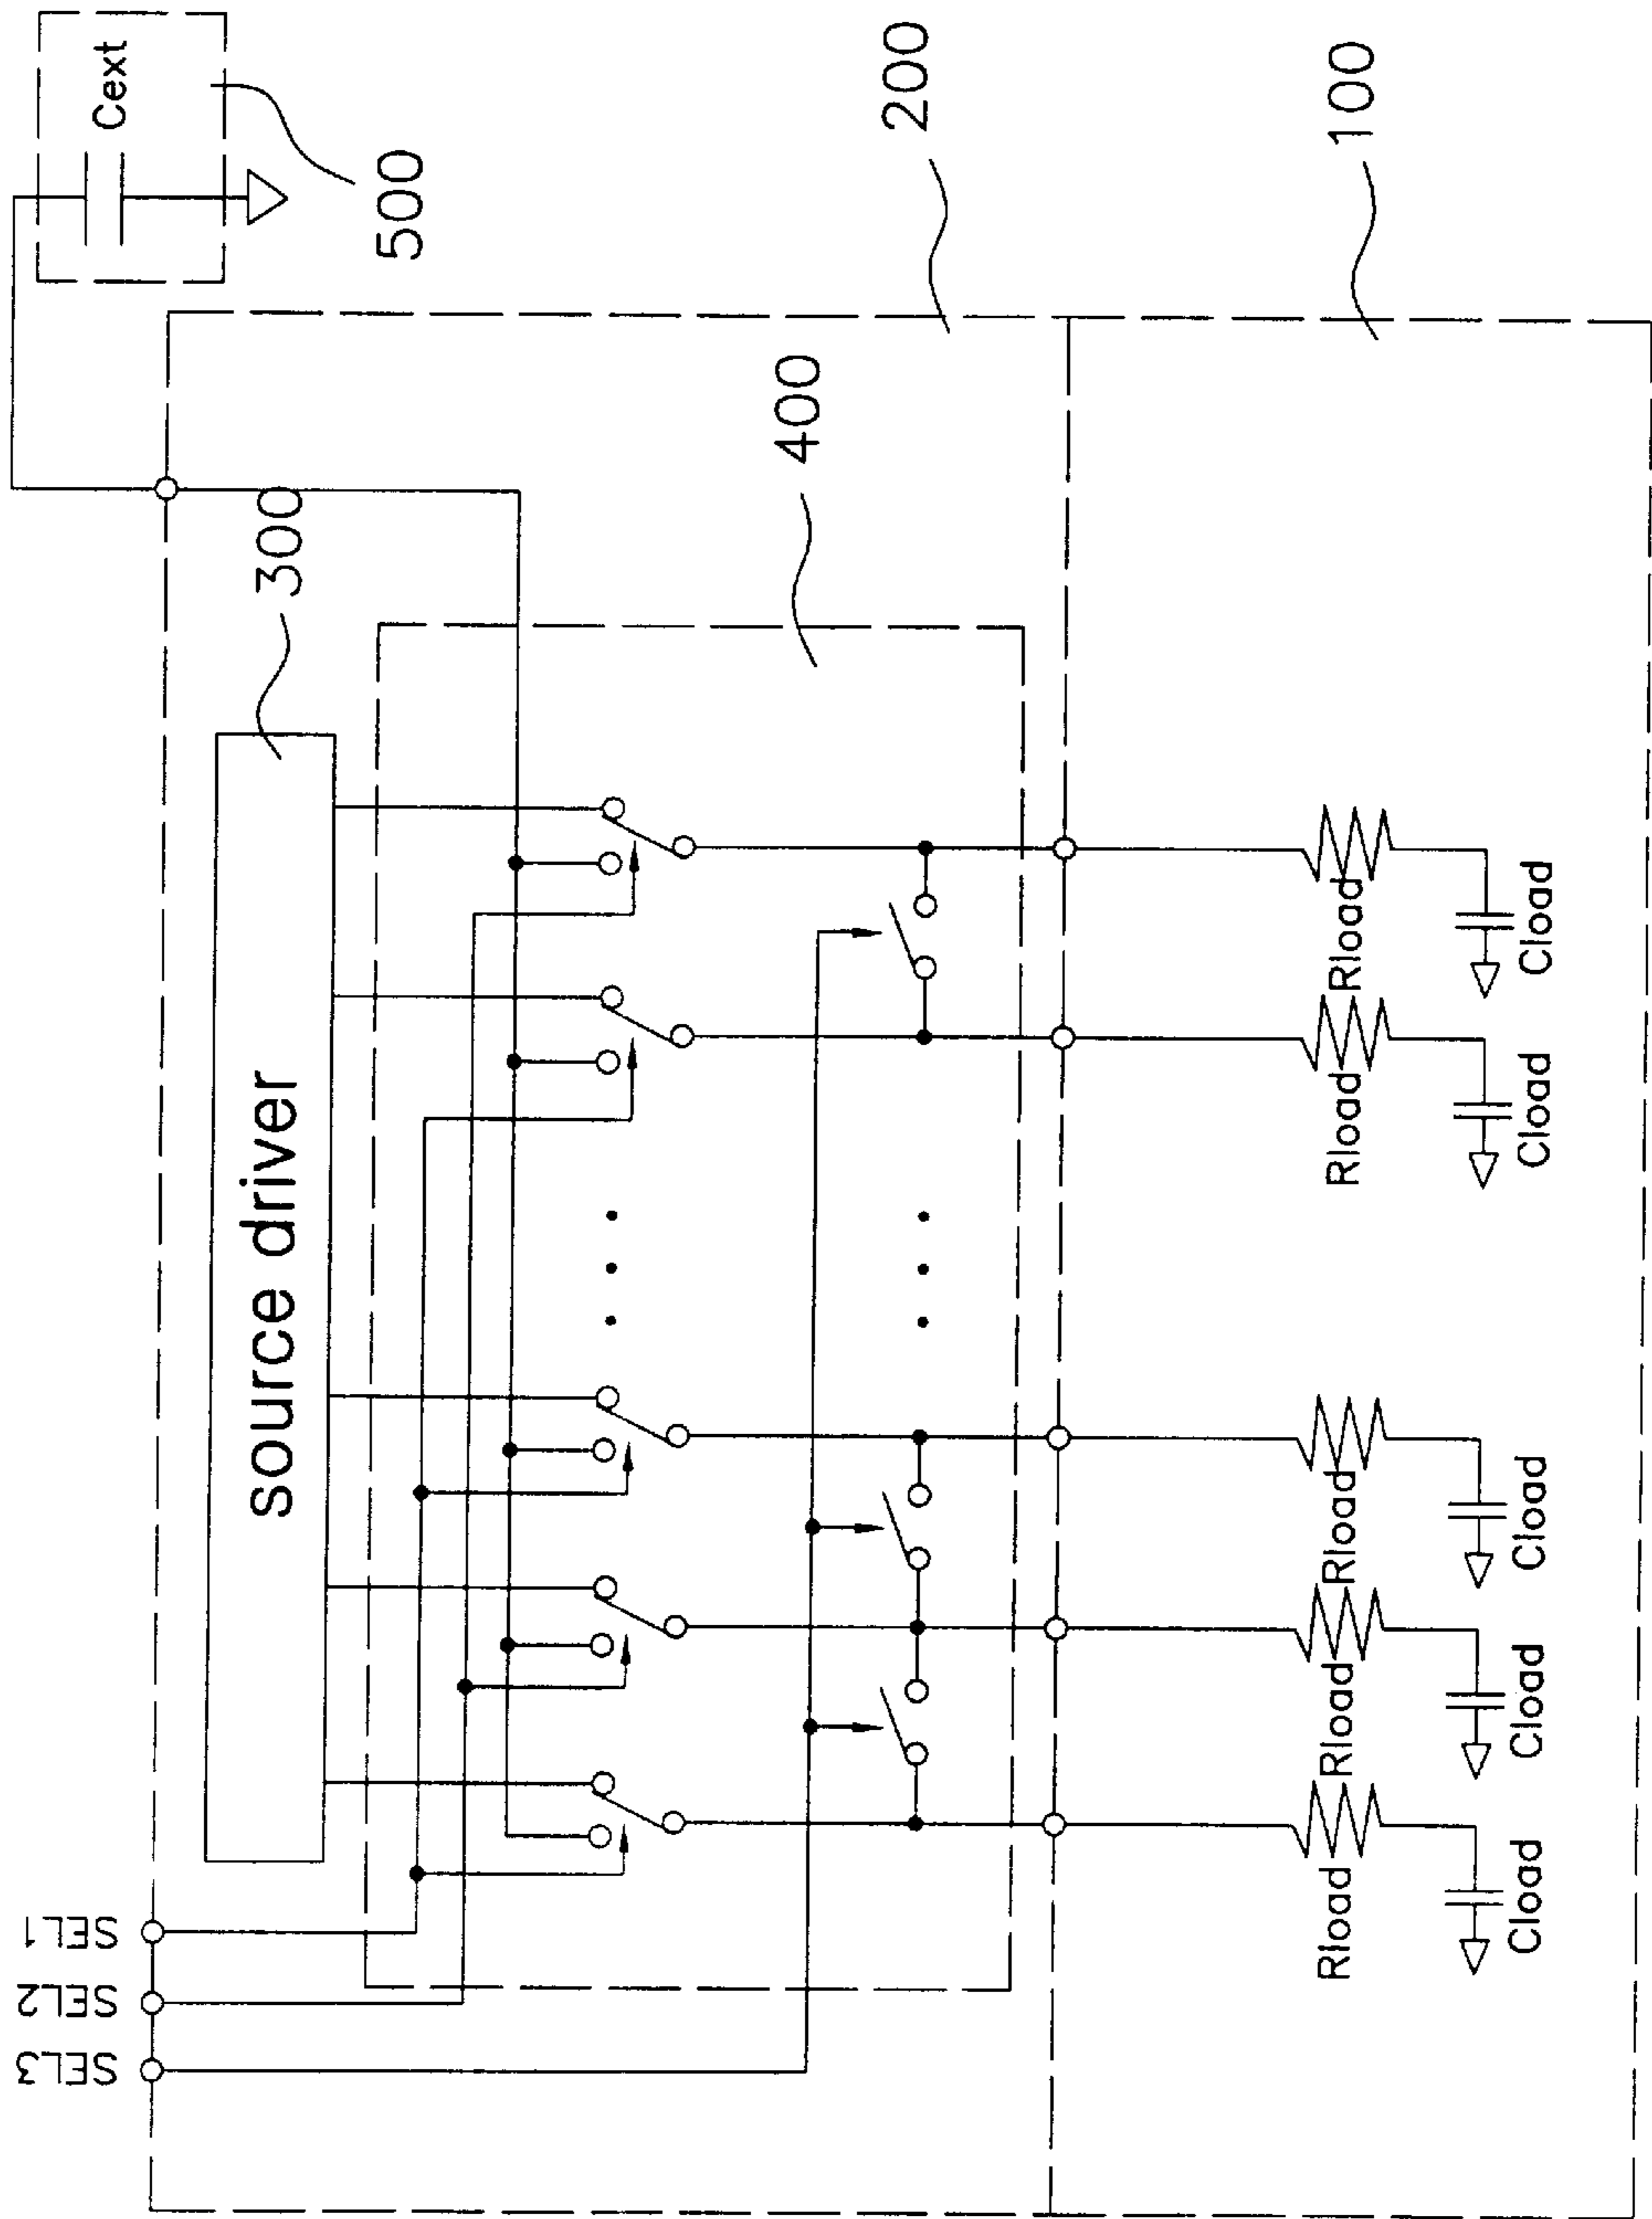 SEL1
SEL2
SEL3
source driver
300
400
Cext
500
200
100
Rload
Rload
Rload
Rload
Rload
Cload
Cload
Cload
Cload
Cload